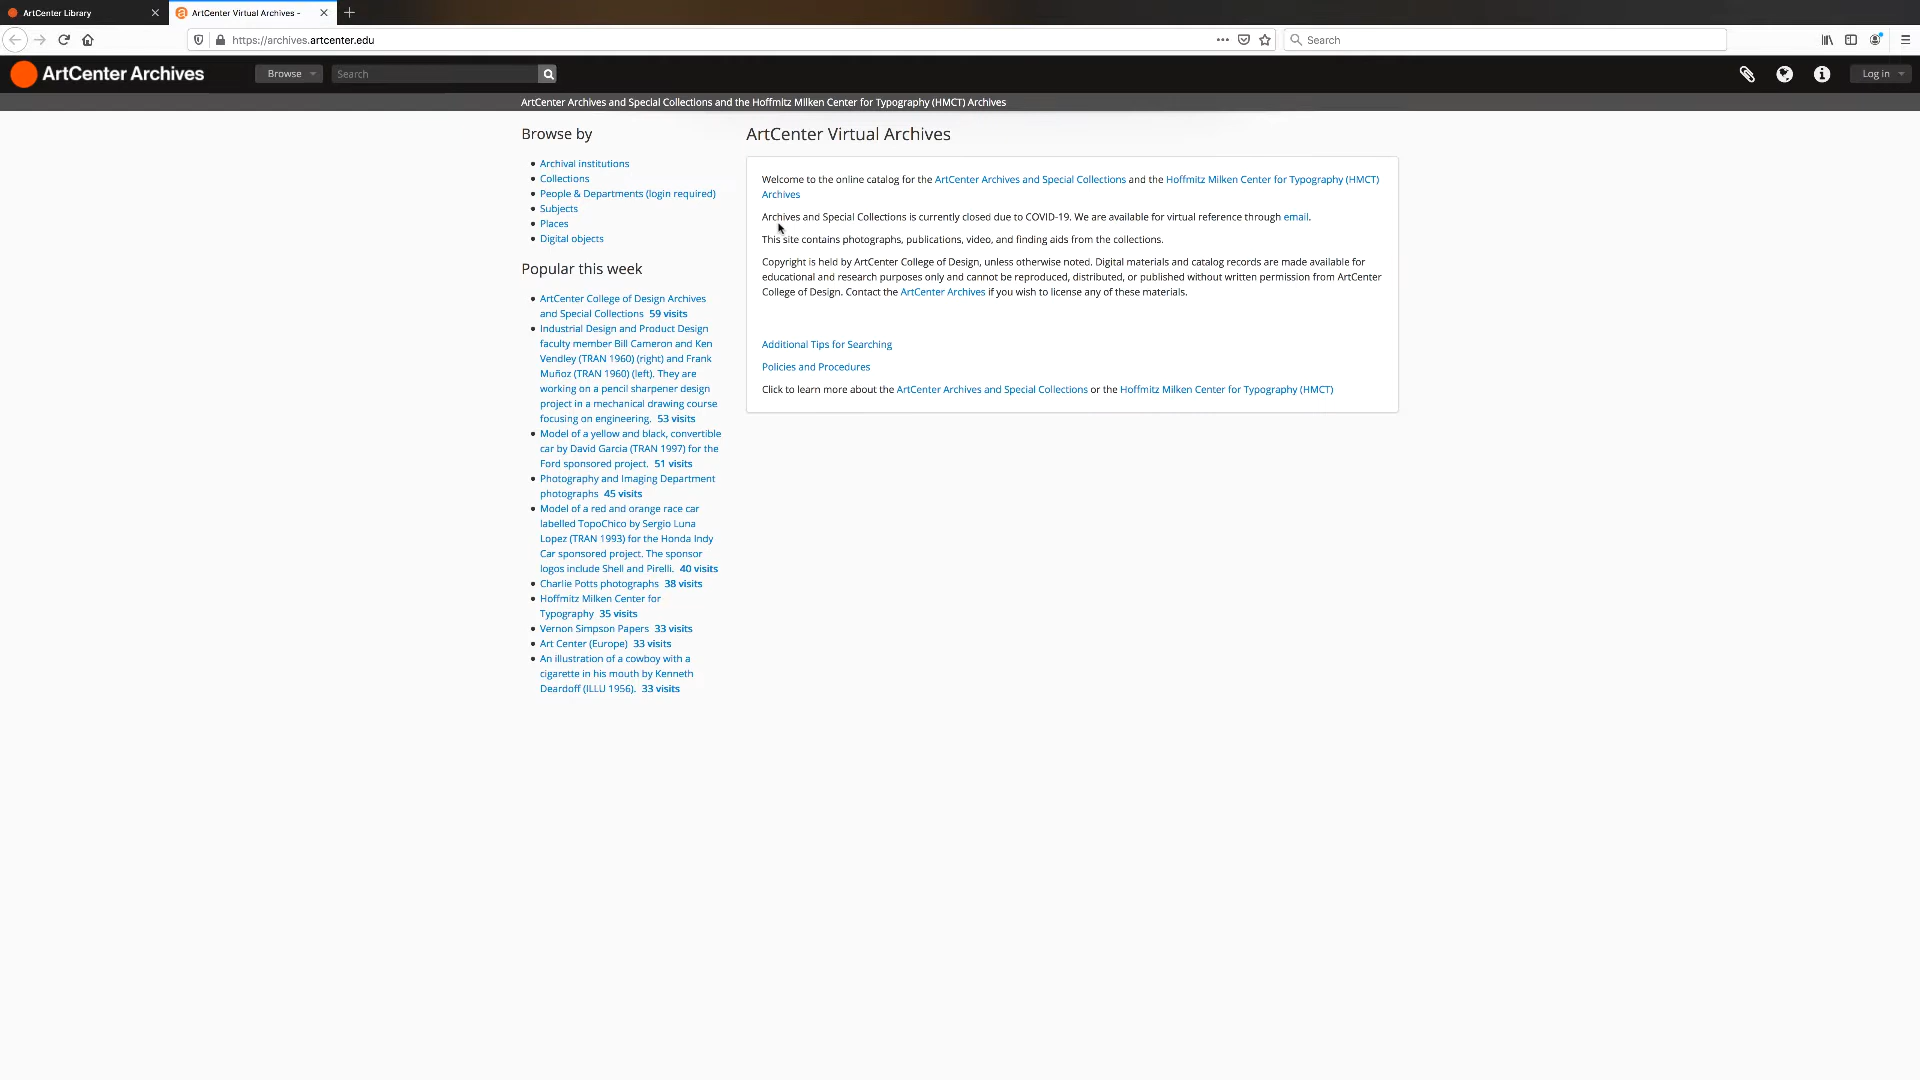 ArtCenter Library
ArtCenter Virtual Archives -
https://archives.artcenter.edu
Search
ArtCenter Archives
Browse
Search
Log in
ArtCenter Archives and Special Collections and the Hoffmitz Milken Center for Typography (HMCT) Archives
Browse by
Archival institutions
Collections
People & Departments (login required)
Subjects
Places
Digital objects
Popular this week
ArtCenter College of Design Archives
and Special Collections 59 visits
Industrial Design and Product Design
faculty member Bill Cameron and Ken
Vendley (TRAN 1960) (right) and Frank
Muñoz (TRAN 1960) (left). They are
working on a pencil sharpener design
project in a mechanical drawing course
focusing on engineering. 53 visits
Model of a yellow and black, convertible
car by David Garcia (TRAN 1997) for the
Ford sponsored project. 51 visits
Photography and Imaging Department
photographs 45 visits
Model of a red and orange race car
labelled TopoChico by Sergio Luna
Lopez (TRAN 1993) for the Honda Indy
Car sponsored project. The sponsor
logos include Shell and Pirelli. 40 visits
Charlie Potts photographs 38 visits
Hoffmitz Milken Center for
Typography 35 visits
Vernon Simpson Papers 33 visits
Art Center (Europe) 33 visits
An illustration of a cowboy with a
cigarette in his mouth by Kenneth
Deardoff (ILLU 1956). 33 visits
ArtCenter Virtual Archives
Welcome to the online catalog for the ArtCenter Archives and Special Collections and the Hoffmitz Milken Center for Typography (HMCT)
Archives
Archives and Special Collections is currently closed due to COVID-19. We are available for virtual reference through email.
This site contains photographs, publications, video, and finding aids from the collections.
Copyright is held by ArtCenter College of Design, unless otherwise noted. Digital materials and catalog records are made available for
educational and research purposes only and cannot be reproduced, distributed, or published without written permission from ArtCenter
College of Design. Contact the ArtCenter Archives if you wish to license any of these materials.
Additional Tips for Searching
Policies and Procedures
Click to learn more about the ArtCenter Archives and Special Collections or the Hoffmitz Milken Center for Typography (HMCT)